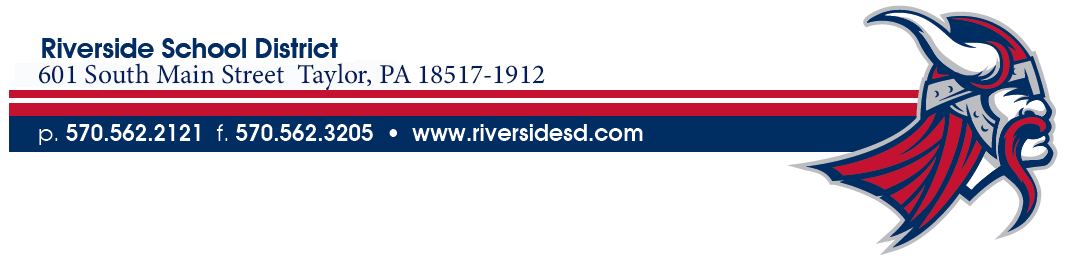 Riverside School District
601 South Main Street  Taylor, PA 18517-1912
p. 570.562.2121  f. 570.562.3205  •  www.riversidesd.com